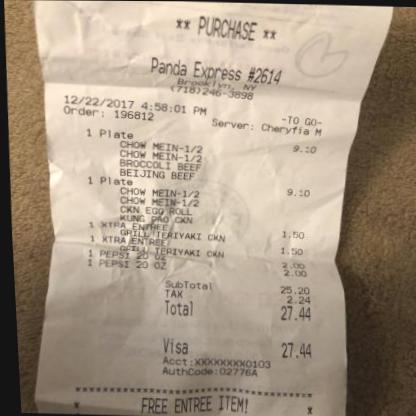 ** PURCHASE **
Panda Express #2614
Brooklyn, NY
(718)246-3898
12/22/2017 4:58:01 PM -TO GO-
Order: 196812 Server: Cheryfia M
1 Plate 9.10
CHOW MEIN-1/2
CHOW MEIN-1/2
BROCCOLI BEEF
BEIJING BEEF
1 Plate 9.10
CHOW MEIN-1/2
CHOW MEIN-1/2
CKN EGG ROLL
KUNG PAO CKN
1 XTRA ENTREE 1.50
GRILL TERIYAKI CKN
1 XTRA ENTREE 1.50
GRILL TERIYAKI CKN
1 PEPSI 20 OZ 2.00
1 PEPSI 20 OZ 2.00
SubTotal 25.20
TAX 2.24
Total 27.44
Visa 27.44
Acct:XXXXXXXX0103
AuthCode:02776A
* FREE ENTREE ITEM! *